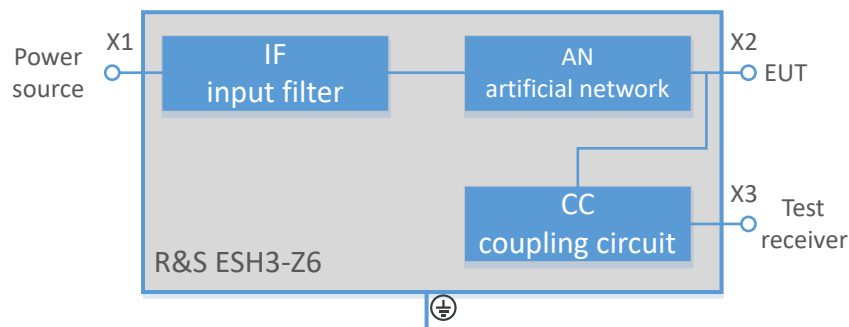 X1
Power
source
IF
input filter
AN
artificial network
X2
EUT
CC
coupling circuit
X3
Test
receiver
R&S ESH3-Z6